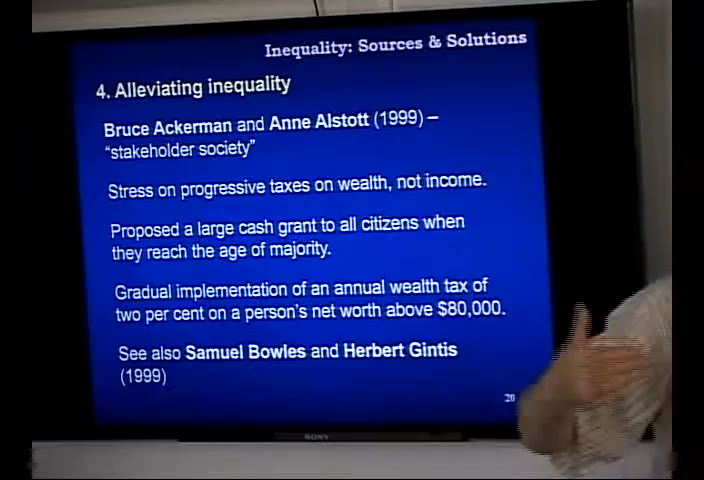 Inequality: Sources & Solutions
4. Alleviating inequality
Bruce Ackerman and Anne Alstott (1999) –
“stakeholder society”
Stress on progressive taxes on wealth, not income.
Proposed a large cash grant to all citizens when
they reach the age of majority.
Gradual implementation of an annual wealth tax of
two per cent on a person's net worth above $80,000.
See also Samuel Bowles and Herbert Gintis
(1999)
20
SONY